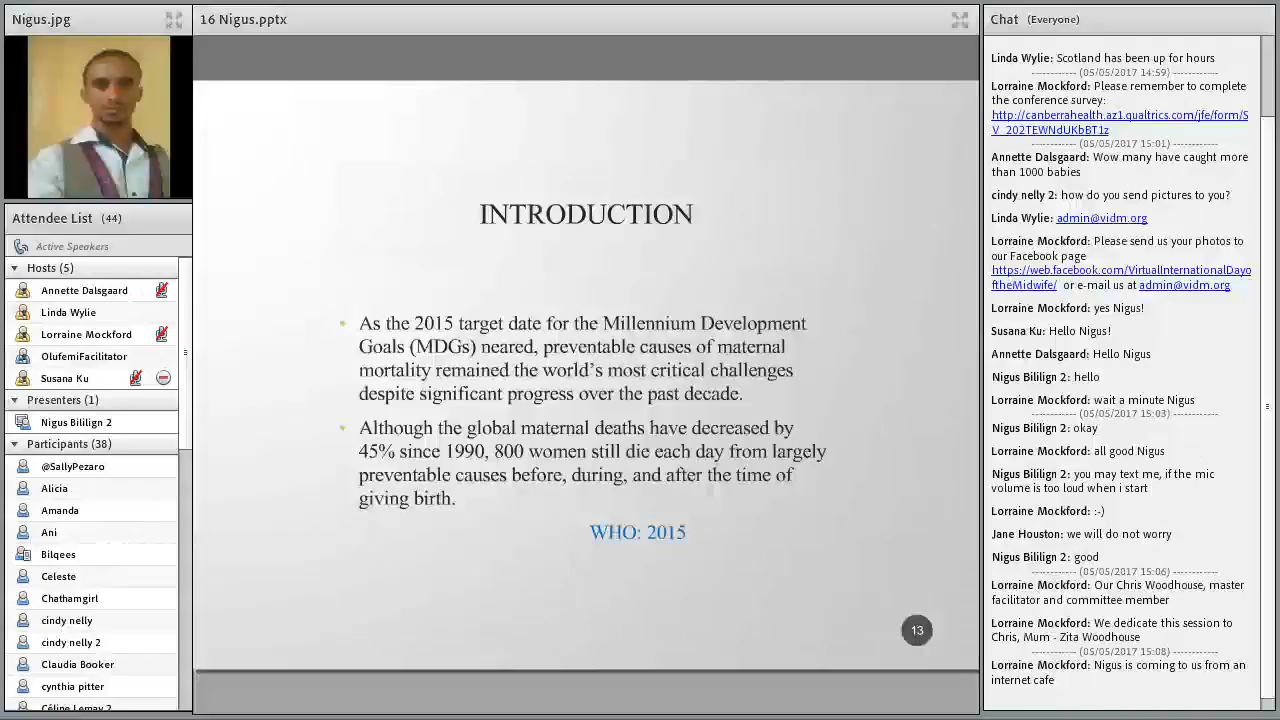 Nigus.jpg
Attendee List (44)
Active Speakers
Hosts (5)
Annette Dalsgaard
Linda Wylie
Lorraine Mockford
OlufemiFacilitator
Susana Ku
Presenters (1)
Nigus Bililign 2
Participants (38)
@SallyPezaro
Alicia
Amanda
Ani
Bilqees
Celeste
Chathamgirl
cindy nelly
cindy nelly 2
Claudia Booker
cynthia pitter
Céline Lemay 2
16 Nigus.pptx
INTRODUCTION
• As the 2015 target date for the Millennium Development
Goals (MDGs) neared, preventable causes of maternal
mortality remained the world's most critical challenges
despite significant progress over the past decade.
• Although the global maternal deaths have decreased by
45% since 1990, 800 women still die each day from largely
preventable causes before, during, and after the time of
giving birth.
WHO: 2015
13
Chat (Everyone)
Linda Wylie: Scotland has been up for hours
------------ (05/05/2017 14:59) ------------
Lorraine Mockford: Please remember to complete
the conference survey:
http://canberrahealth.az1.qualtrics.com/jfe/form/S
V_202TEWNdUKbBT1z
------------ (05/05/2017 15:01) ------------
Annette Dalsgaard: Wow many have caught more
than 1000 babies
cindy nelly 2: how do you send pictures to you?
Linda Wylie: admin@vidm.org
Lorraine Mockford: Please send us your photos to
our Facebook page
https://web.facebook.com/VirtualInternationalDayo
ftheMidwife/ or e-mail us at admin@vidm.org
Lorraine Mockford: yes Nigus!
Susana Ku: Hello Nigus!
Annette Dalsgaard: Hello Nigus
Nigus Bililign 2: hello
Lorraine Mockford: wait a minute Nigus
------------ (05/05/2017 15:03) ------------
Nigus Bililign 2: okay
Lorraine Mockford: all good Nigus
Nigus Bililign 2: you may text me, if the mic
volume is too loud when i start
Lorraine Mockford: :-)
Jane Houston: we will do not worry
Nigus Bililign 2: good
------------ (05/05/2017 15:06) ------------
Lorraine Mockford: Our Chris Woodhouse, master
facilitator and committee member
Lorraine Mockford: We dedicate this session to
Chris, Mum - Zita Woodhouse
------------ (05/05/2017 15:08) ------------
Lorraine Mockford: Nigus is coming to us from an
internet cafe